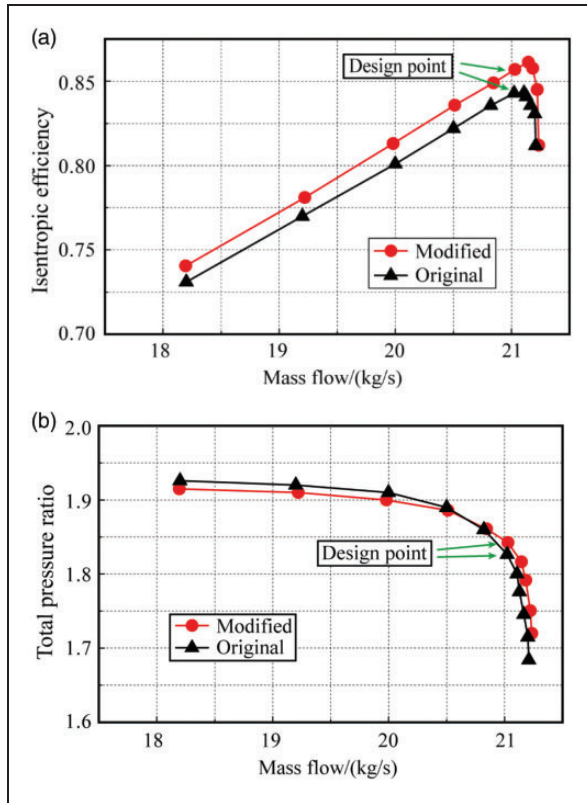 (a)
Isentropic efficiency
0.85
0.80
0.75
0.70
Design point
Modified
Original
18
19
20
21
Mass flow/(kg/s)
(b)
Total pressure ratio
2.0
1.9
1.8
1.7
1.6
Design point
Modified
Original
18
19
20
21
Mass flow/(kg/s)